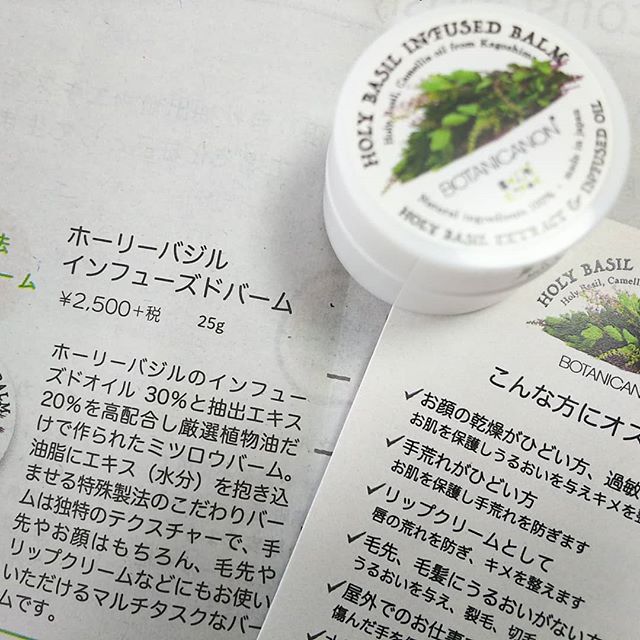 HOLY BASIL INFUSED BALM
Holy Basil, Camellia oil from Kagoshima
BOTANICANON
Natural ingredients 100%
made in Japan
HOLY BASIL EXTRACT & INFUSED OIL
ーム
ホーリーバジル
インフューズドバーム
¥2,500+税 25g
ホーリーバジルのインフュー
ズドオイル 30%と抽出エキス
20%を高配合し厳選植物油だ
けで作られたミツロウバーム。
油脂にエキス(水分)を抱き込
ませる特殊製法のこだわりバー
ムは独特のテクスチャーで、手
先やお顔はもちろん、毛先や
リップクリームなどにもお使い
いただけるマルチタスクなバー
ムです。
HOLY BASIL
Holy Basil, Camelli
BOTANICANON
こんな方にオス
✓お顔の乾燥がひどい方、過敏
お肌を保護しうるおいを与えキメを整
✓手荒れがひどい方
お肌を保護し手荒れを防ぎます
✓リップクリームとして
唇の荒れを防ぎ、キメを整えます
✓毛先、毛髪にうるおいがない方
うるおいを与え、裂毛、切毛
✓屋外でのお仕事
傷んだ手を